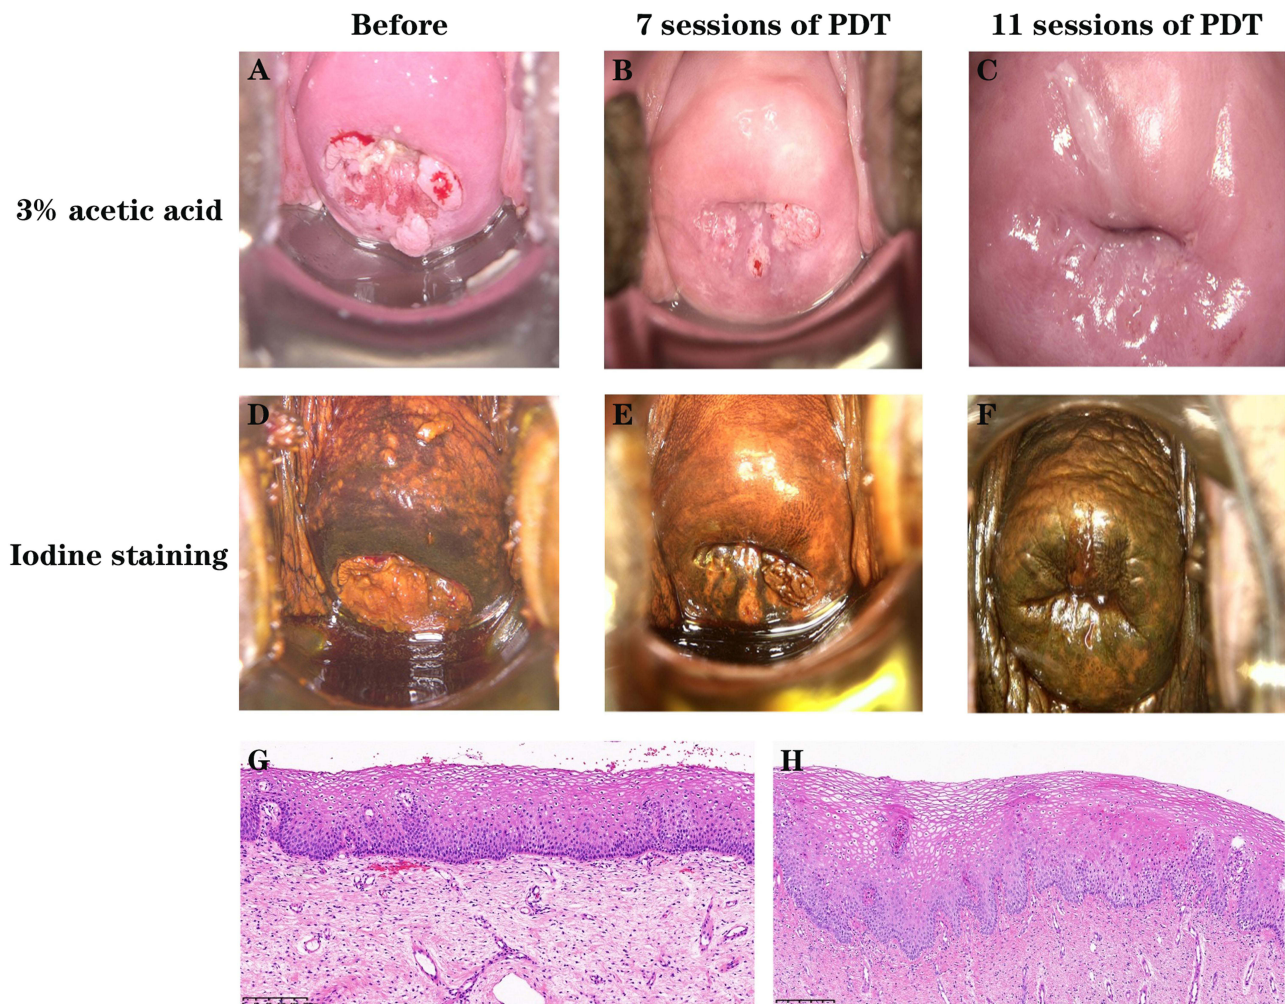 Before 7 sessions of PDT 11 sessions of PDT
A B C
3% acetic acid
D E F
Iodine staining
G H